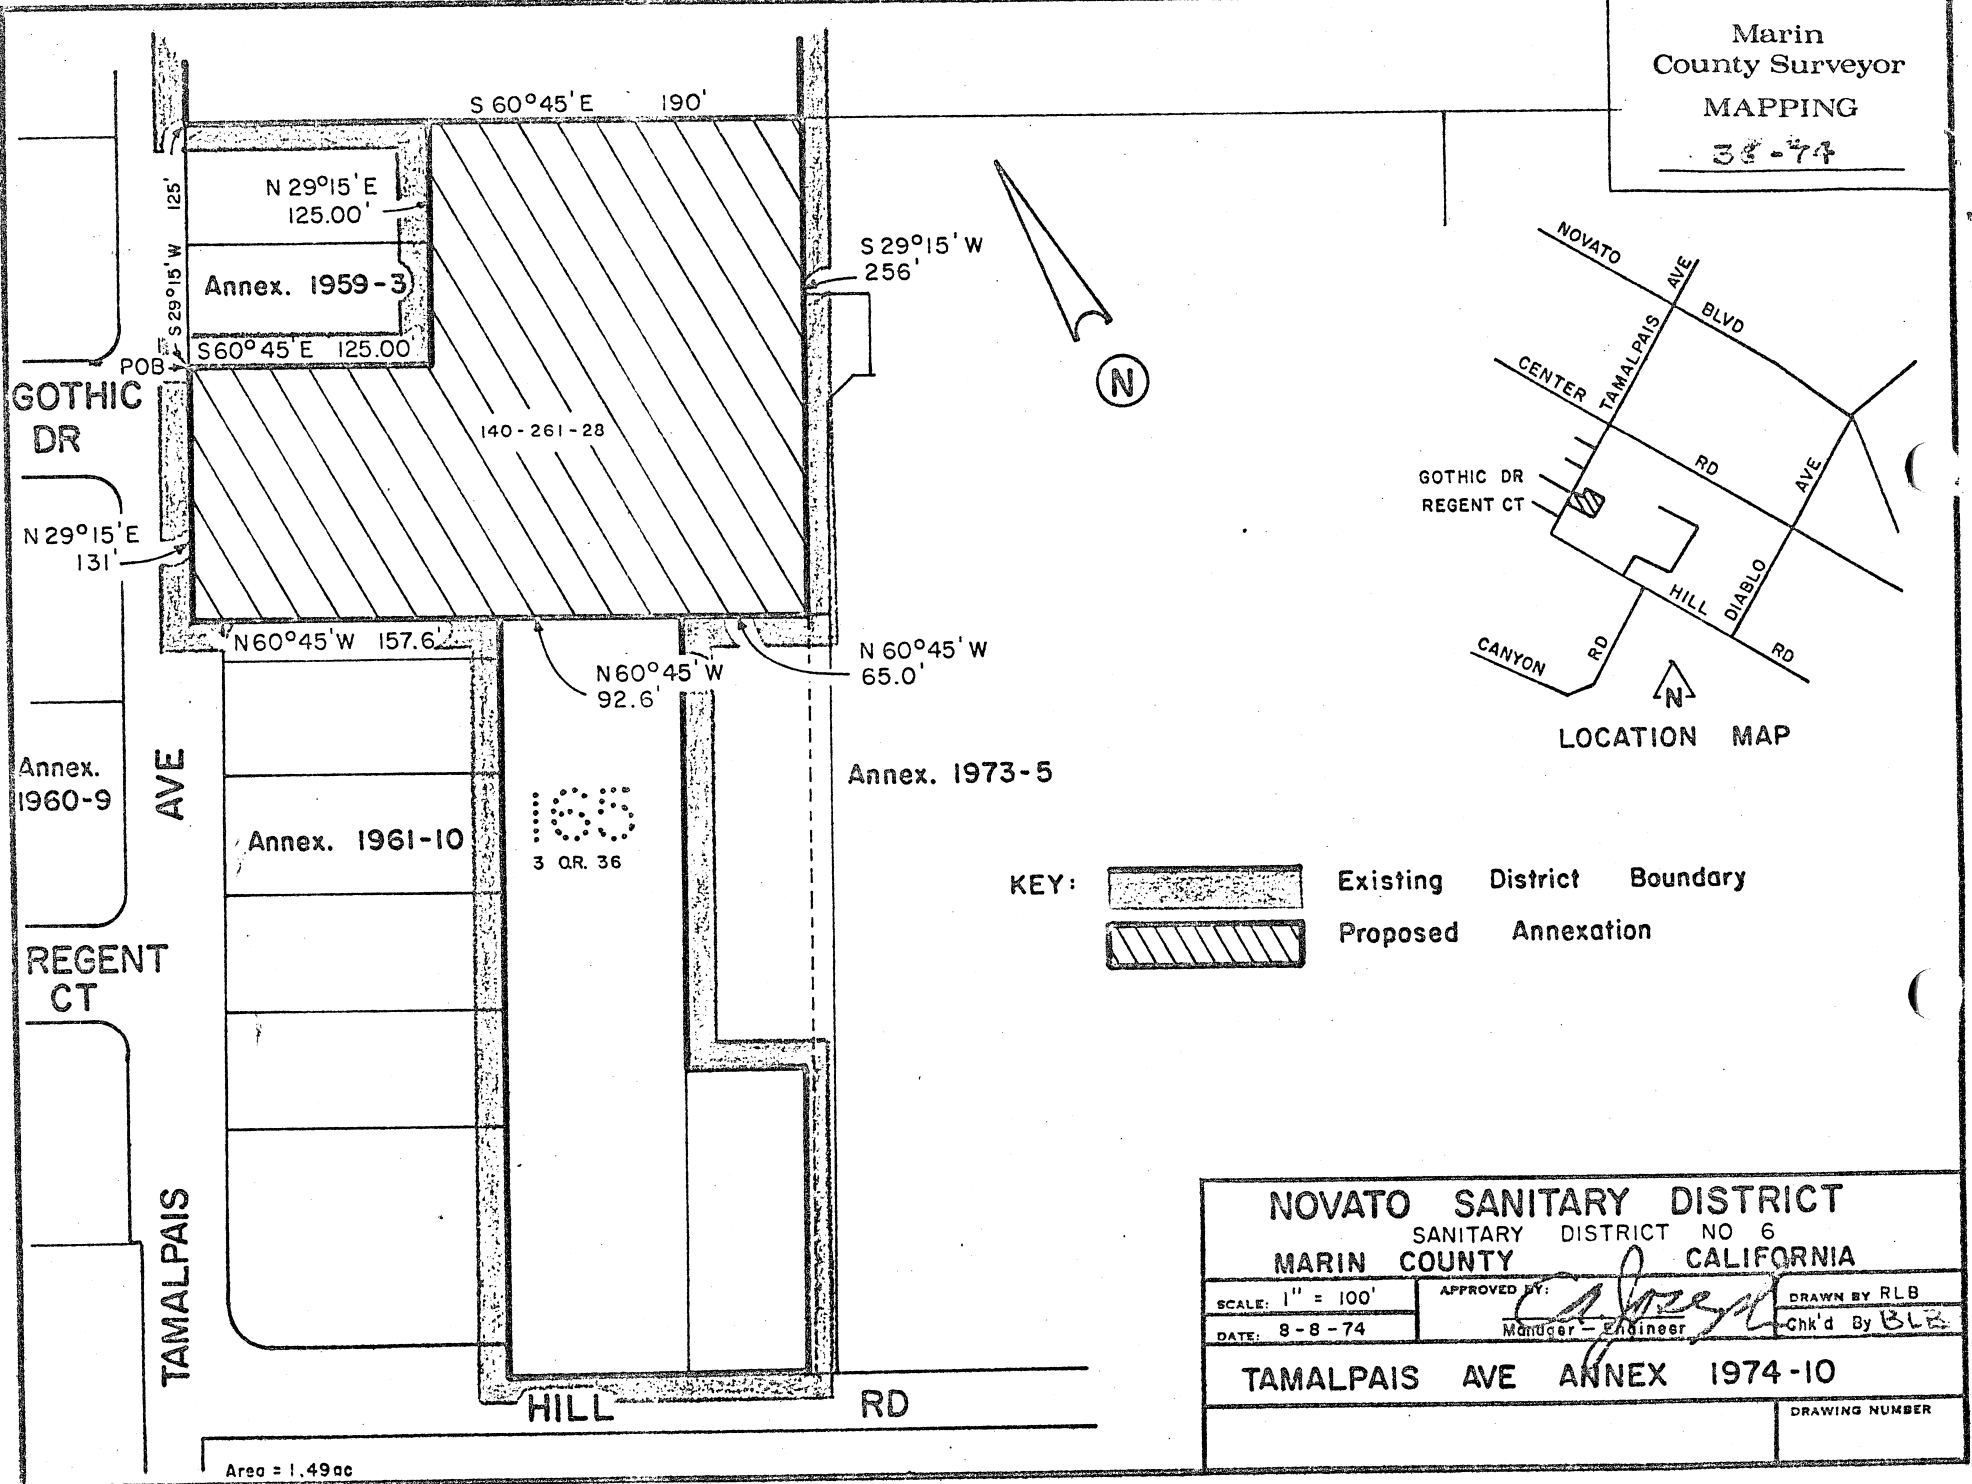 Marin
County Surveyor
MAPPING
38-74
S 60°45'E 190'
S 29°15'W 125'
N 29°15'E
125.00'
Annex. 1959-3
S60°45'E 125.00'
POB
GOTHIC
DR
S 29°15'W
256'
140-261-28
N 29°15'E
131'
N60°45'W 157.6'
N60°45'W
92.6'
N 60°45'W
65.0'
Annex.
1960-9
AVE
Annex. 1961-10
165
3 O.R. 36
Annex. 1973-5
REGENT
CT
TAMALPAIS
HILL RD
Area = 1.49ac
N
NOVATO
BLVD
TAMALPAIS AVE
CENTER
RD
GOTHIC DR
REGENT CT
DIABLO AVE
HILL
RD
CANYON
RD
N
LOCATION MAP
KEY:
Existing District Boundary
Proposed Annexation
NOVATO SANITARY DISTRICT
SANITARY DISTRICT NO 6
MARIN COUNTY CALIFORNIA
SCALE: 1" = 100'
APPROVED BY:
DRAWN BY RLB
DATE: 8-8-74
Manager - Engineer
Chk'd By BLB
TAMALPAIS AVE ANNEX 1974-10
DRAWING NUMBER